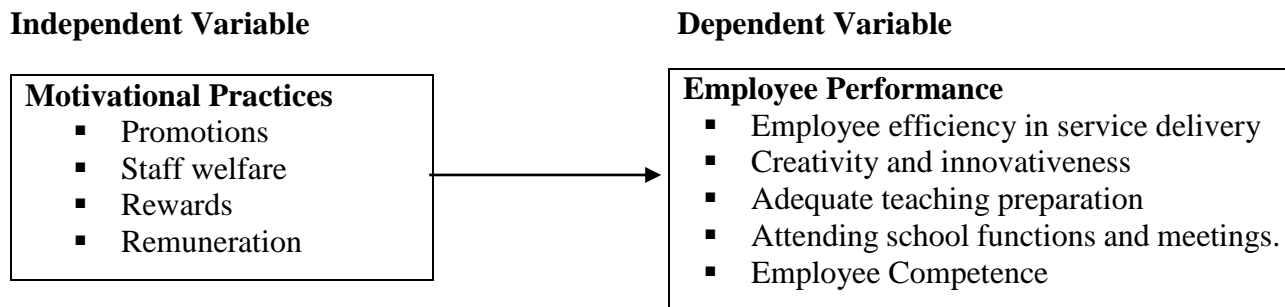 Independent Variable
Dependent Variable
Motivational Practices
▪ Promotions
▪ Staff welfare
▪ Rewards
▪ Remuneration
Employee Performance
▪ Employee efficiency in service delivery
▪ Creativity and innovativeness
▪ Adequate teaching preparation
▪ Attending school functions and meetings.
▪ Employee Competence